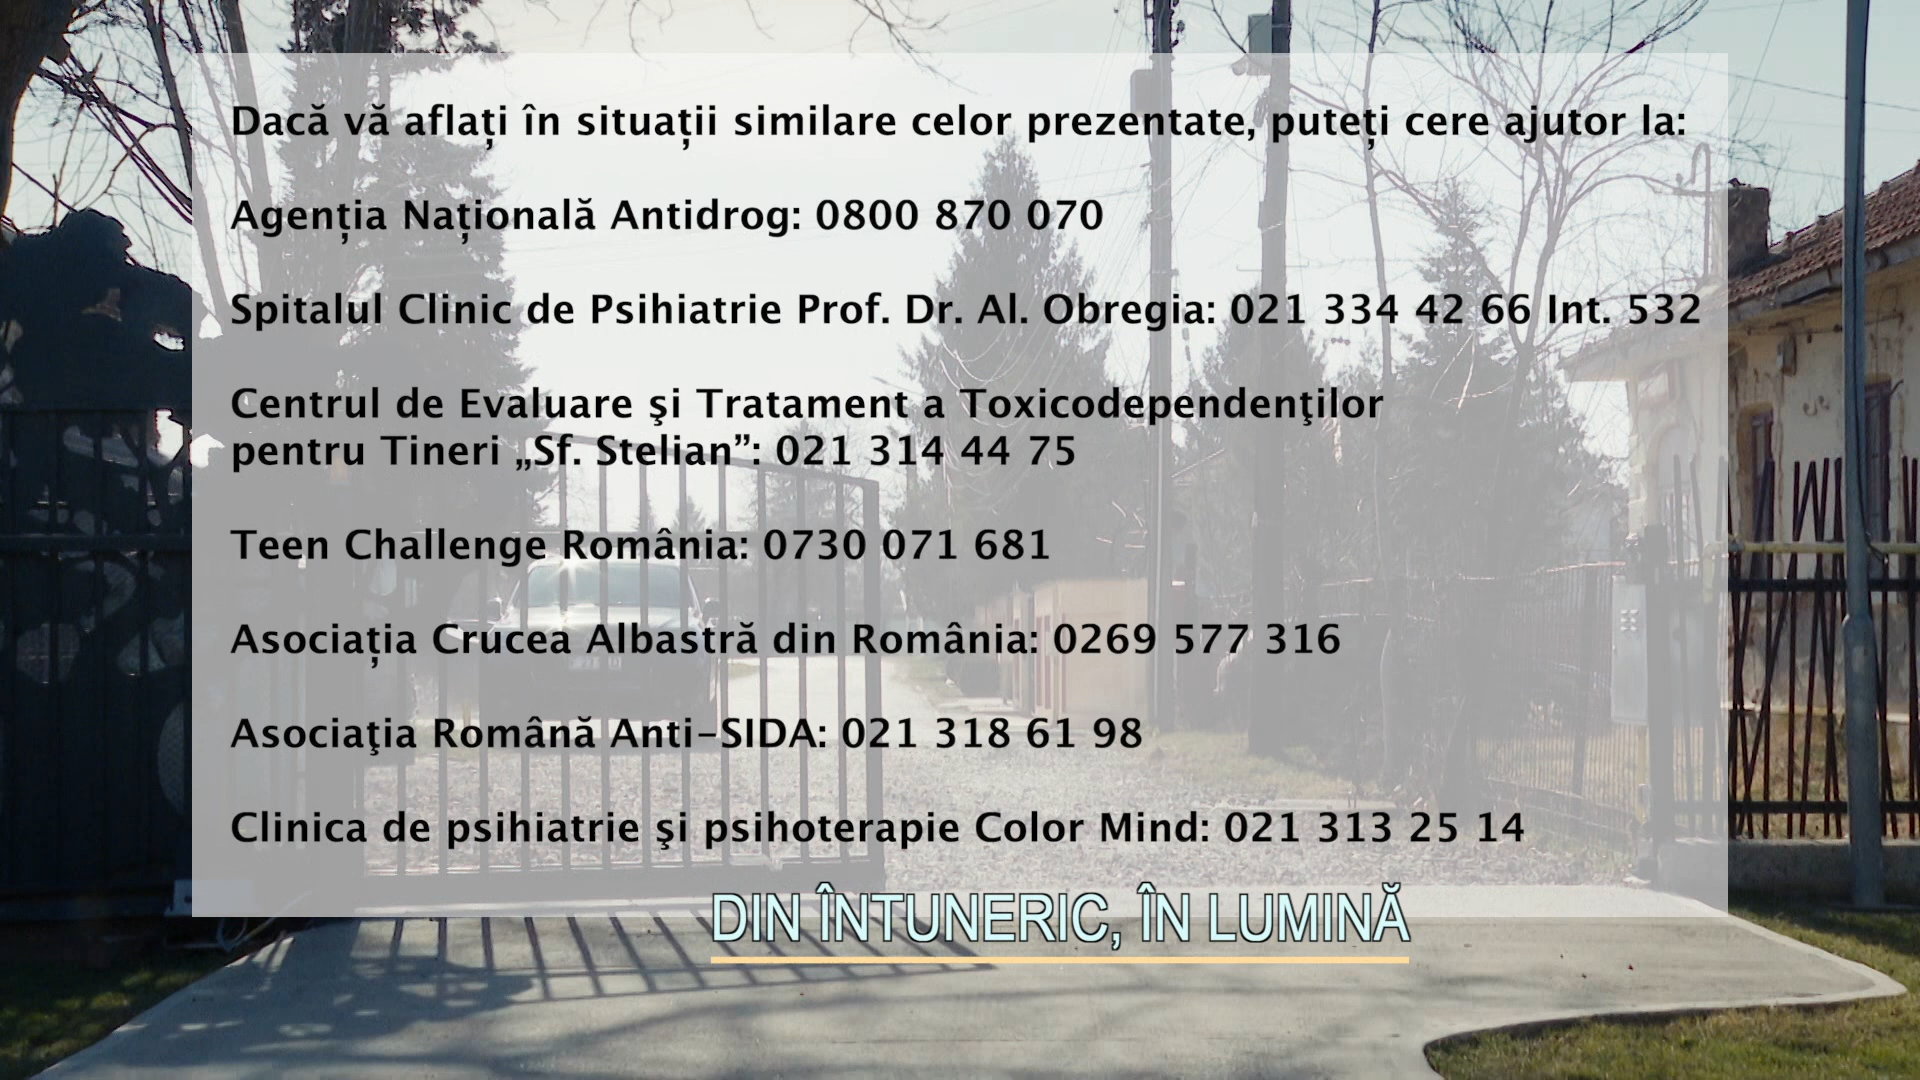 Dacă vă aflați în situații similare celor prezentate, puteți cere ajutor la:
Agenția Națională Antidrog: 0800 870 070
Spitalul Clinic de Psihiatrie Prof. Dr. Al. Obregia: 021 334 42 66 Int. 532
Centrul de Evaluare şi Tratament a Toxicodependenţilor
pentru Tineri „Sf. Stelian”: 021 314 44 75
Teen Challenge România: 0730 071 681
Asociația Crucea Albastră din România: 0269 577 316
Asociaţia Română Anti-SIDA: 021 318 61 98
Clinica de psihiatrie şi psihoterapie Color Mind: 021 313 25 14
DIN ÎNTUNERIC, ÎN LUMINĂ